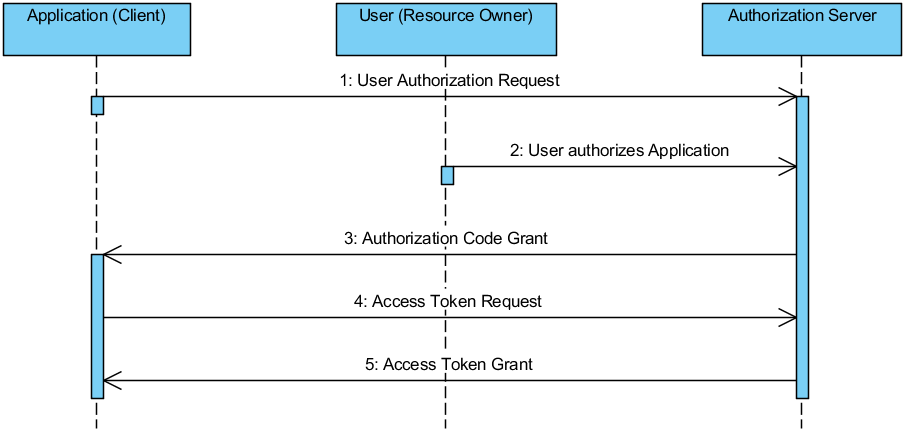 Application (Client)
User (Resource Owner)
Authorization Server
1: User Authorization Request
2: User authorizes Application
3: Authorization Code Grant
4: Access Token Request
5: Access Token Grant